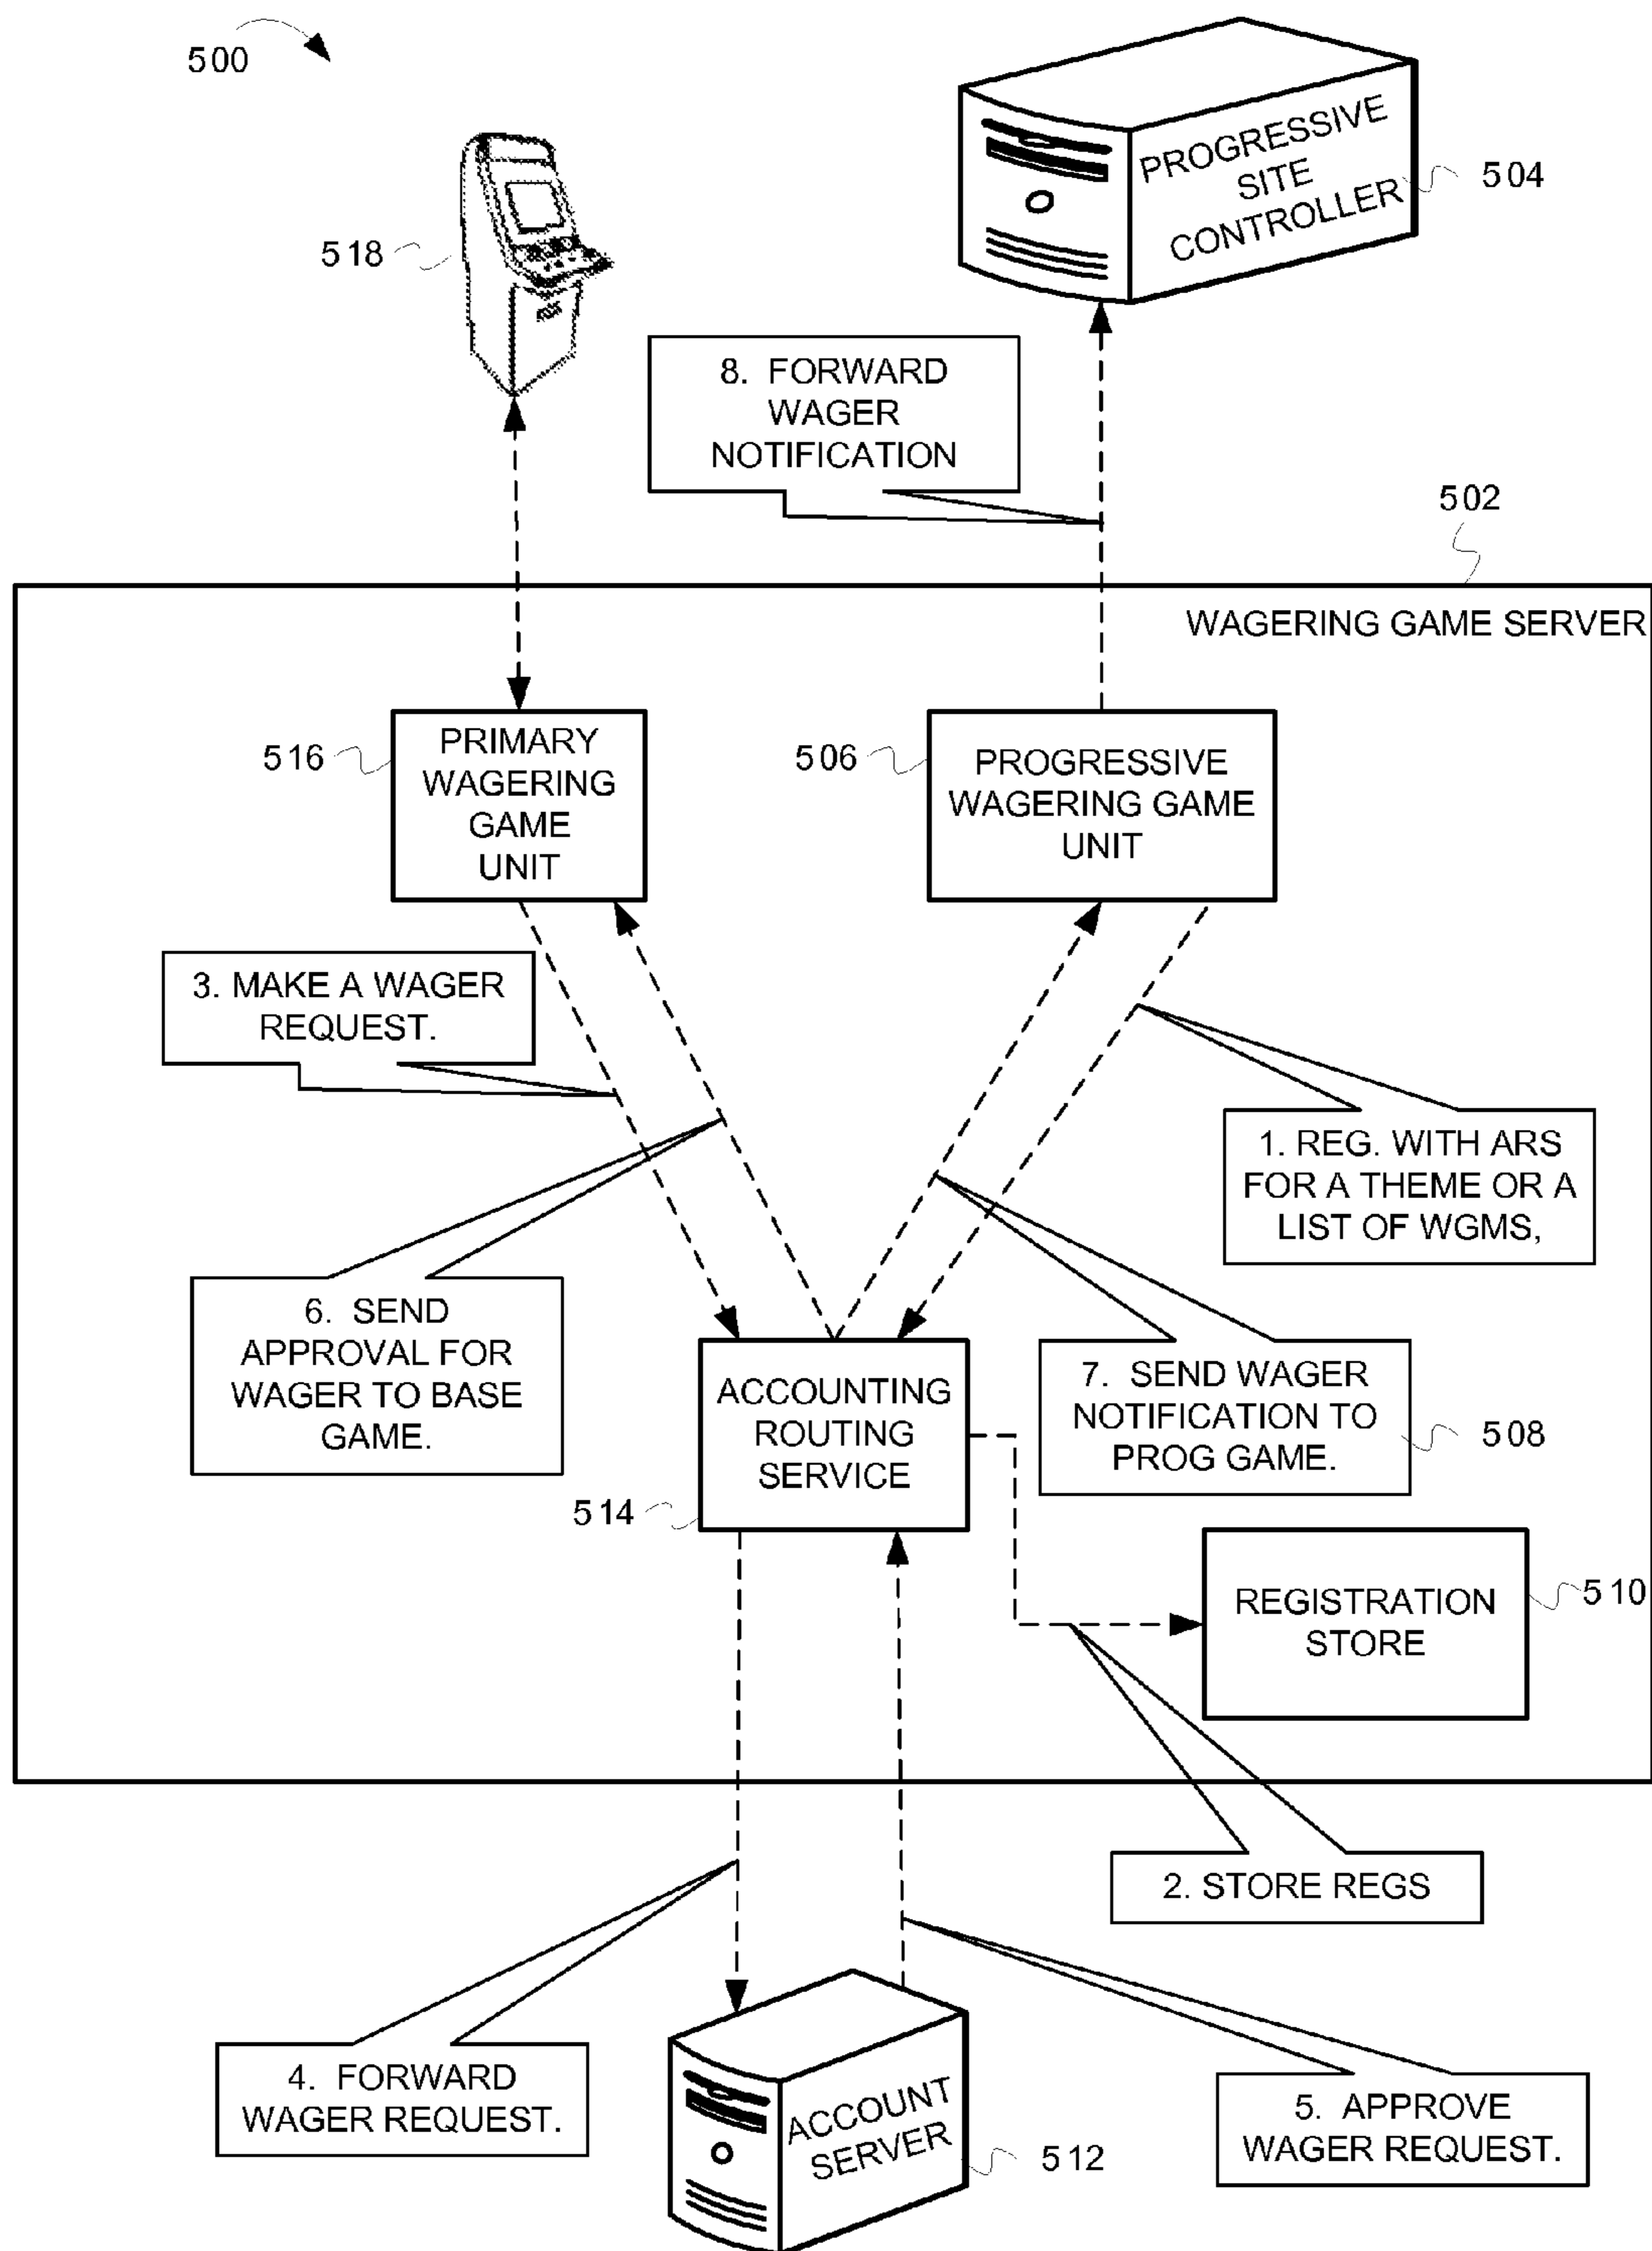 500
PROGRESSIVE
SITE
CONTROLLER
504
518
8. FORWARD
WAGER
NOTIFICATION
502
WAGERING GAME SERVER
516
PRIMARY
WAGERING
GAME
UNIT
506
PROGRESSIVE
WAGERING GAME
UNIT
3. MAKE A WAGER
REQUEST.
1. REG. WITH ARS
FOR A THEME OR A
LIST OF WGMS,
6. SEND
APPROVAL FOR
WAGER TO BASE
GAME.
ACCOUNTING
ROUTING
SERVICE
514
7. SEND WAGER
NOTIFICATION TO
PROG GAME.
508
REGISTRATION
STORE
510
2. STORE REGS
4. FORWARD
WAGER REQUEST.
ACCOUNT
SERVER
512
5. APPROVE
WAGER REQUEST.